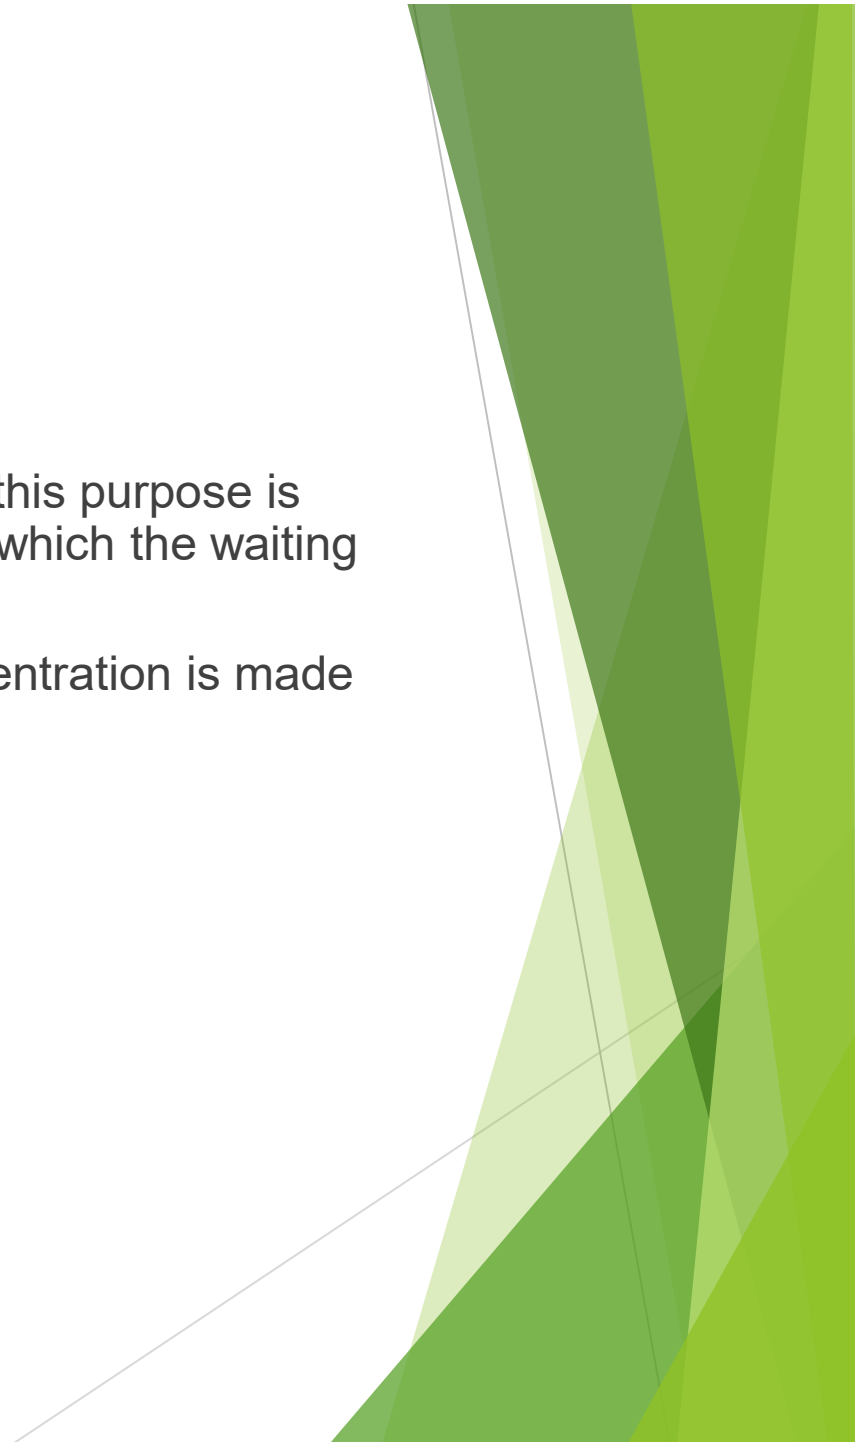 this purpose is
which the waiting
entration is made